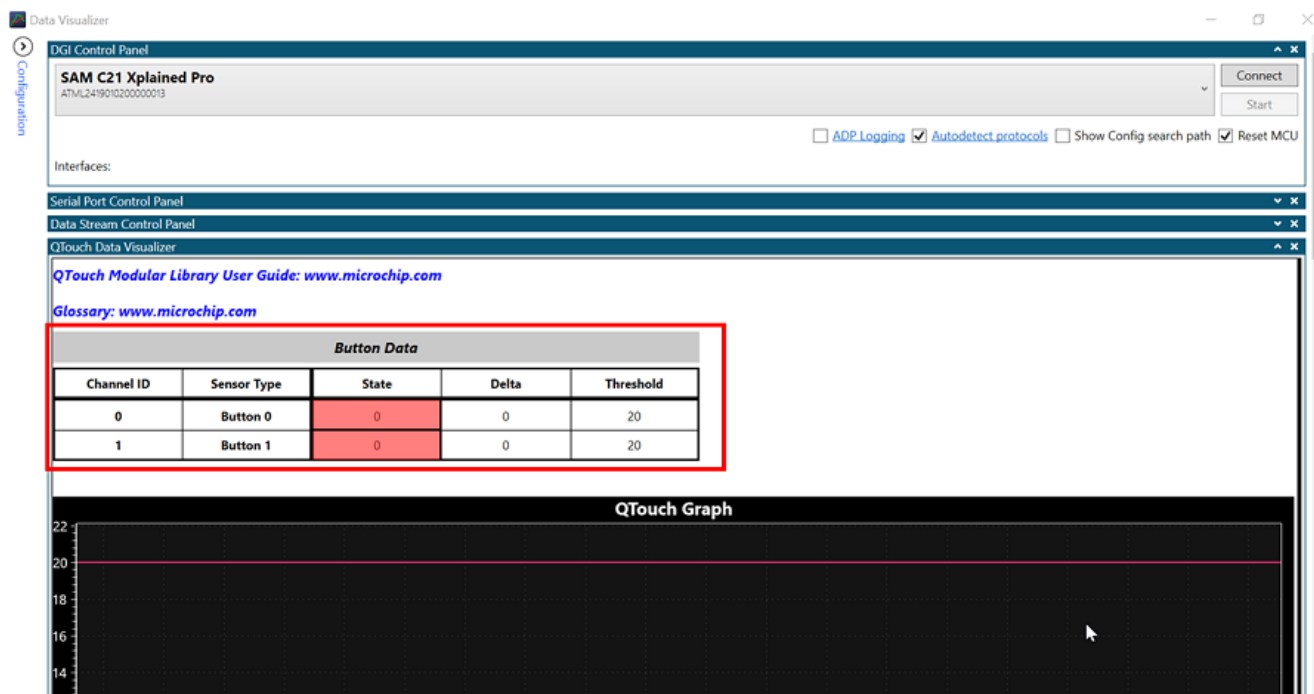 Data Visualizer
Configuration
DGI Control Panel
SAM C21 Xplained Pro
ATML2419010200000013
Connect
Start
ADP Logging Autodetect protocols Show Config search path Reset MCU
Interfaces:
Serial Port Control Panel
Data Stream Control Panel
QTouch Data Visualizer
QTouch Modular Library User Guide: www.microchip.com
Glossary: www.microchip.com
Button Data
Channel ID Sensor Type State Delta Threshold
0 Button 0 0 0 20
1 Button 1 0 0 20
QTouch Graph
22
20
18
16
14